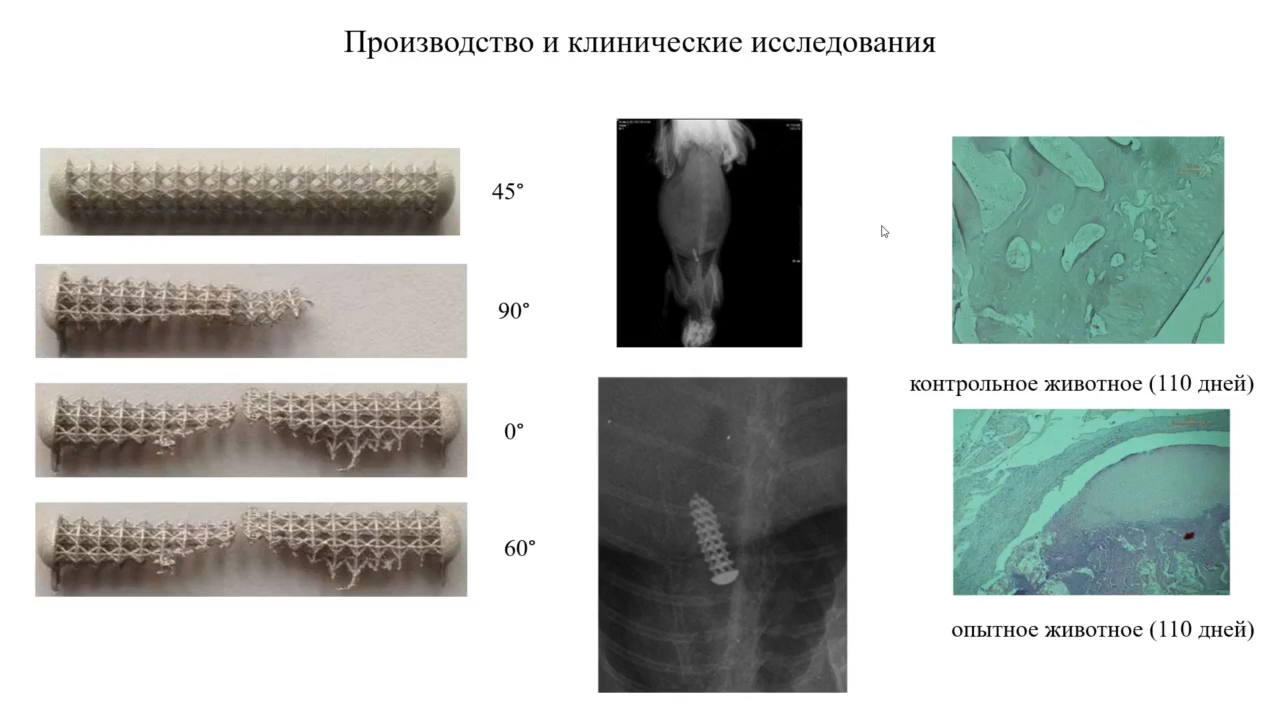 Производство и клинические исследования
45°
90°
0°
60°
контрольное животное (110 дней)
опытное животное (110 дней)